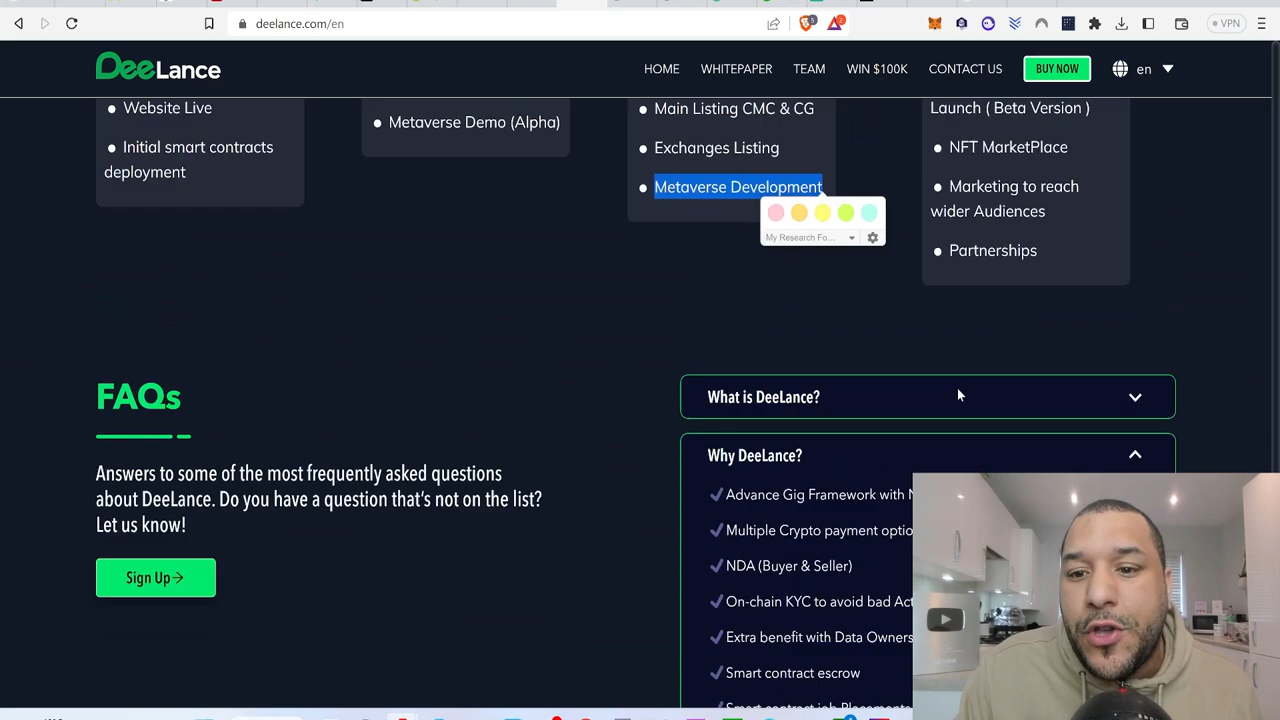 deelance.com/en
VPN
DeeLance
HOME
WHITEPAPER
TEAM
WIN $100K
CONTACT US
BUY NOW
en
Website Live
Initial smart contracts
deployment
Metaverse Demo (Alpha)
Main Listing CMC & CG
Exchanges Listing
Metaverse Development
My Research Fo...
Launch ( Beta Version )
NFT MarketPlace
Marketing to reach
wider Audiences
Partnerships
FAQs
Answers to some of the most frequently asked questions
about DeeLance. Do you have a question that's not on the list?
Let us know!
Sign Up
What is DeeLance?
Why DeeLance?
Advance Gig Framework with
Multiple Crypto payment
NDA (Buyer & Seller)
On-chain KYC to avoid bad
Extra benefit with Data
Smart contract escrow